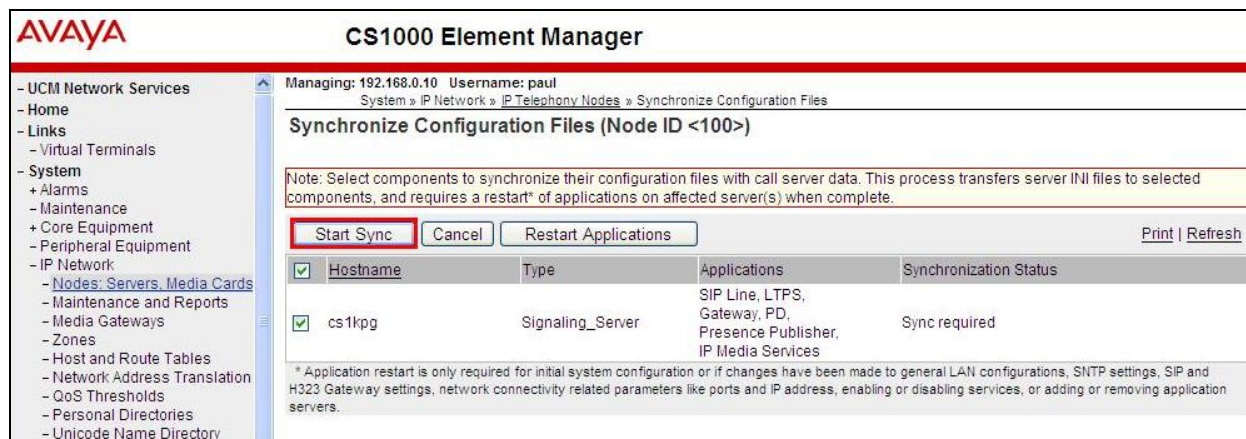 AVAYA
CS1000 Element Manager
- UCM Network Services
- Home
- Links
- Virtual Terminals
- System
+ Alarms
- Maintenance
+ Core Equipment
- Peripheral Equipment
- IP Network
- Nodes: Servers, Media Cards
- Maintenance and Reports
- Media Gateways
- Zones
- Host and Route Tables
- Network Address Translation
- QoS Thresholds
- Personal Directories
- Unicode Name Directory
Managing: 192.168.0.10 Username: paul
System » IP Network » IP Telephony Nodes » Synchronize Configuration Files
Synchronize Configuration Files (Node ID <100>)
Note: Select components to synchronize their configuration files with call server data. This process transfers server INI files to selected
components, and requires a restart* of applications on affected server(s) when complete.
Start Sync Cancel Restart Applications Print | Refresh
Hostname Type Applications Synchronization Status
cs1kpg Signaling_Server SIP Line, LTPS,
Gateway, PD,
Presence Publisher,
IP Media Services Sync required
* Application restart is only required for initial system configuration or if changes have been made to general LAN configurations, SNTP settings, SIP and
H323 Gateway settings, network connectivity related parameters like ports and IP address, enabling or disabling services, or adding or removing application
servers.